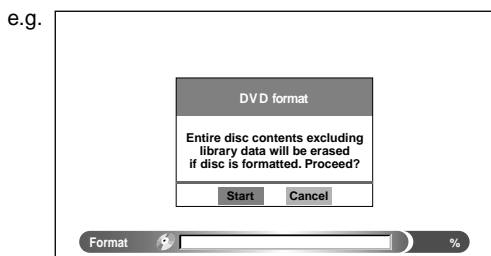 e.g.
DVD format
Entire disc contents excluding
library data will be erased
if disc is formatted. Proceed?
Start Cancel
Format %